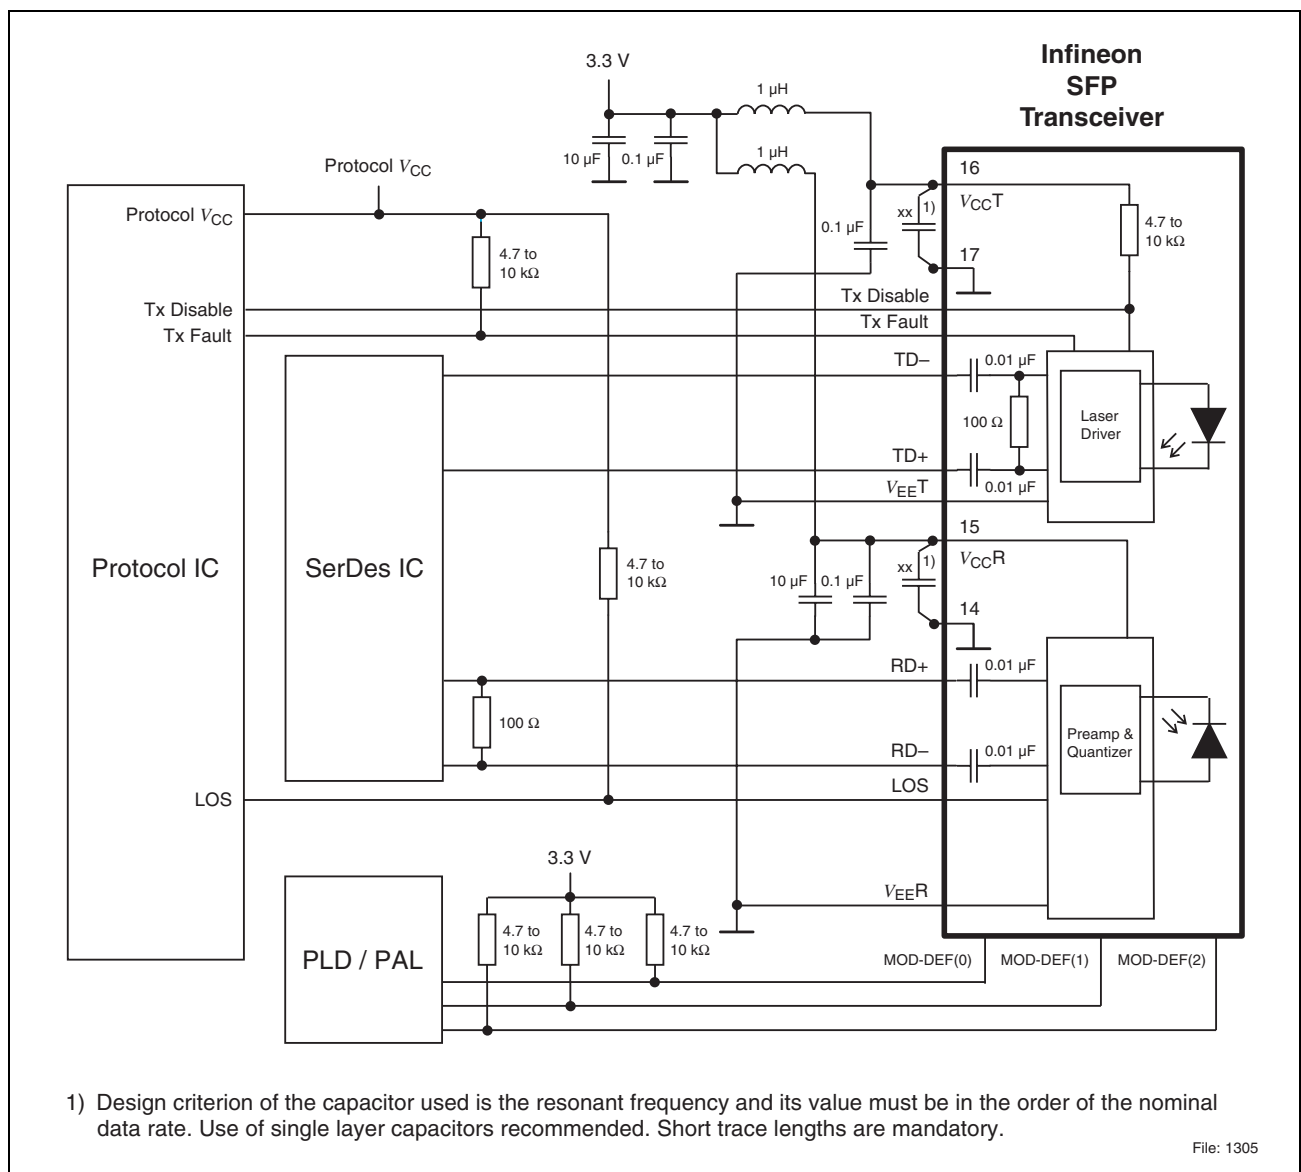 Infineon
SFP
Transceiver
3.3 V
1 µH
10 µF
0.1 µF
1 µH
Protocol VCC
16
VCCT
Protocol VCC
4.7 to
10 kΩ
0.1 µF
xx
1)
4.7 to
10 kΩ
17
Tx Disable
Tx Disable
Tx Fault
Tx Fault
TD–
0.01 µF
100 Ω
Laser
Driver
TD+
0.01 µF
VEET
15
VCCR
Protocol IC
SerDes IC
4.7 to
10 kΩ
10 µF
0.1 µF
xx
1)
14
RD+
0.01 µF
100 Ω
Preamp &
Quantizer
RD–
0.01 µF
LOS
LOS
3.3 V
VEER
4.7 to
10 kΩ
4.7 to
10 kΩ
4.7 to
10 kΩ
PLD / PAL
MOD-DEF(0)
MOD-DEF(1)
MOD-DEF(2)
1) Design criterion of the capacitor used is the resonant frequency and its value must be in the order of the nominal
data rate. Use of single layer capacitors recommended. Short trace lengths are mandatory.
File: 1305